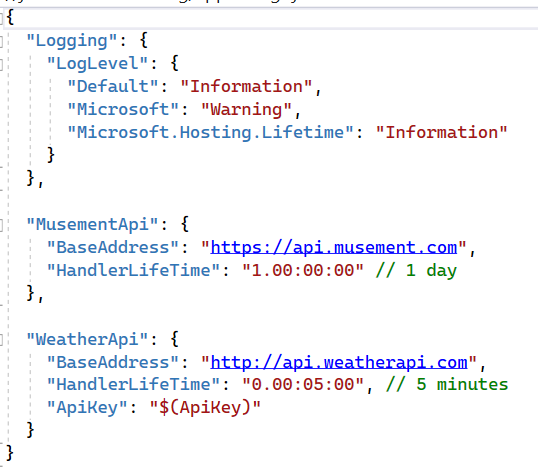 {
"Logging": {
"LogLevel": {
"Default": "Information",
"Microsoft": "Warning",
"Microsoft.Hosting.Lifetime": "Information"
}
},
"MusementApi": {
"BaseAddress": "https://api.musement.com",
"HandlerLifeTime": "1.00:00:00" // 1 day
},
"WeatherApi": {
"BaseAddress": "http://api.weatherapi.com",
"HandlerLifeTime": "0.00:05:00", // 5 minutes
"ApiKey": "$(ApiKey)"
}
}